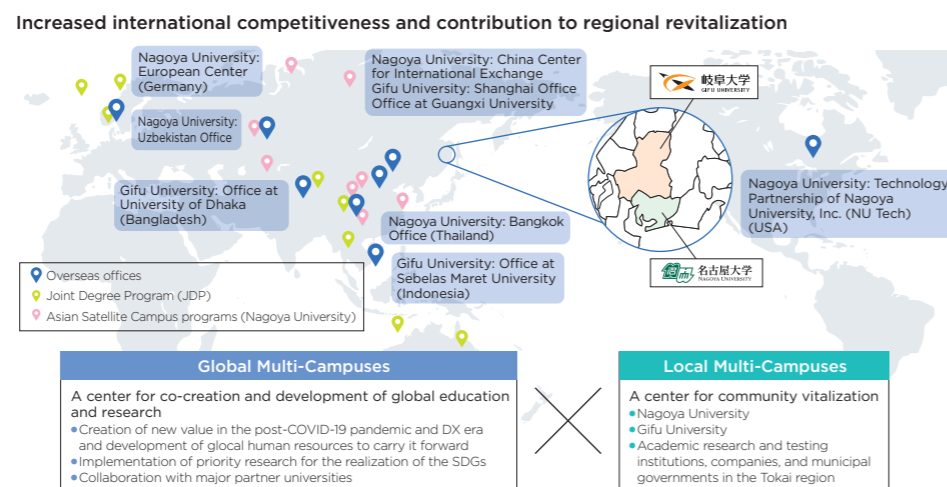 Increased international competitiveness and contribution to regional revitalization
Nagoya University:
European Center
(Germany)
Nagoya University: China Center
for International Exchange
Gifu University: Shanghai Office
Office at Guangxi University
岐阜大学
GIFU UNIVERSITY
Nagoya University:
Uzbekistan Office
Gifu University: Office at
University of Dhaka
(Bangladesh)
Nagoya University: Technology
Partnership of Nagoya
University, Inc. (NU Tech)
(USA)
Nagoya University: Bangkok
Office (Thailand)
Gifu University: Office at
Sebelas Maret University
(Indonesia)
名古屋大学
NAGOYA UNIVERSITY
Overseas offices
Joint Degree Program (JDP)
Asian Satellite Campus programs (Nagoya University)
Global Multi-Campuses
A center for co-creation and development of global education
and research
•Creation of new value in the post-COVID-19 pandemic and DX era
and development of glocal human resources to carry it forward
•Implementation of priority research for the realization of the SDGs
•Collaboration with major partner universities
Local Multi-Campuses
A center for community vitalization
•Nagoya University
•Gifu University
•Academic research and testing
institutions, companies, and municipal
governments in the Tokai region